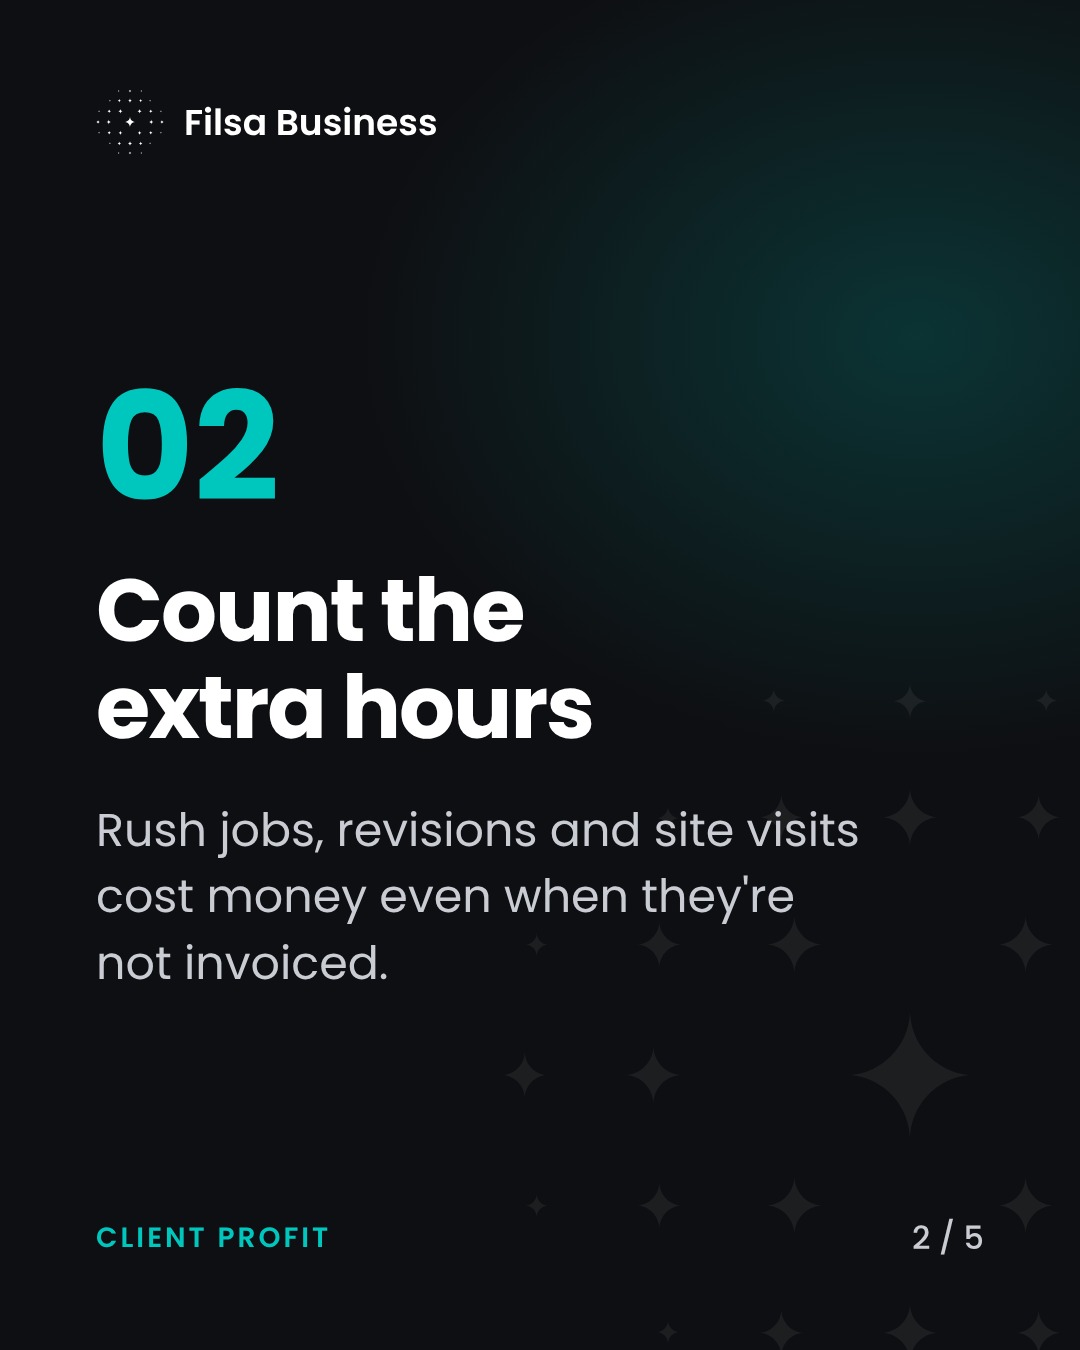 Filsa Business
02
Count the
extra hours
Rush jobs, revisions and site visits
cost money even when they're
not invoiced.
CLIENT PROFIT
2 / 5